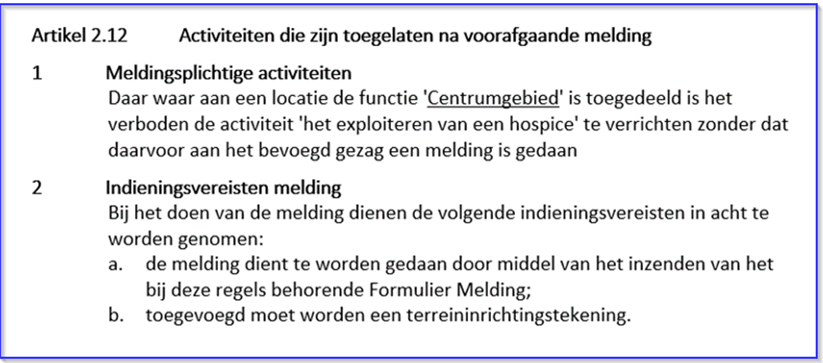 Artikel 2.12 Activiteiten die zijn toegelaten na voorafgaande melding
1 Meldingsplichtige activiteiten
Daar waar aan een locatie de functie 'Centrumgebied' is toegedeeld is het
verboden de activiteit 'het exploiteren van een hospice' te verrichten zonder dat
daarvoor aan het bevoegd gezag een melding is gedaan
2 Indieningsvereisten melding
Bij het doen van de melding dienen de volgende indieningsvereisten in acht te
worden genomen:
a. de melding dient te worden gedaan door middel van het inzenden van het
bij deze regels behorende Formulier Melding;
b. toegevoegd moet worden een terreininrichtingstekening.